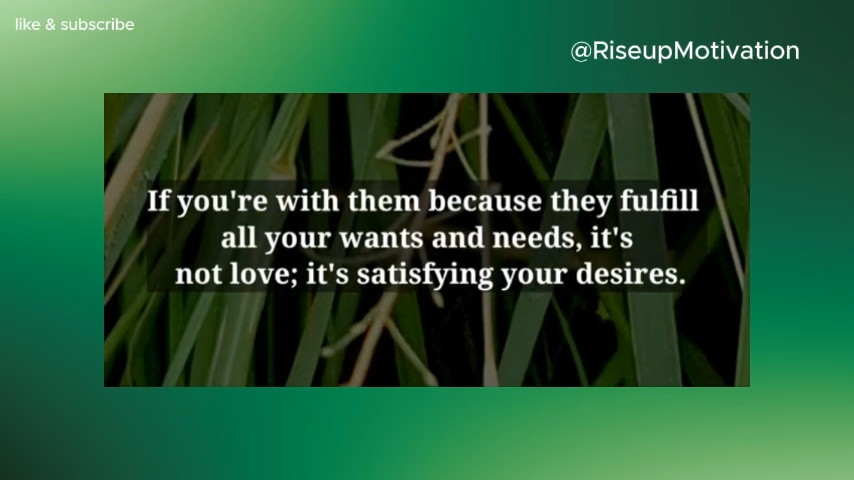 like & subscribe
@RiseupMotivation
If you're with them because they fulfill
all your wants and needs, it's
not love; it's satisfying your desires.